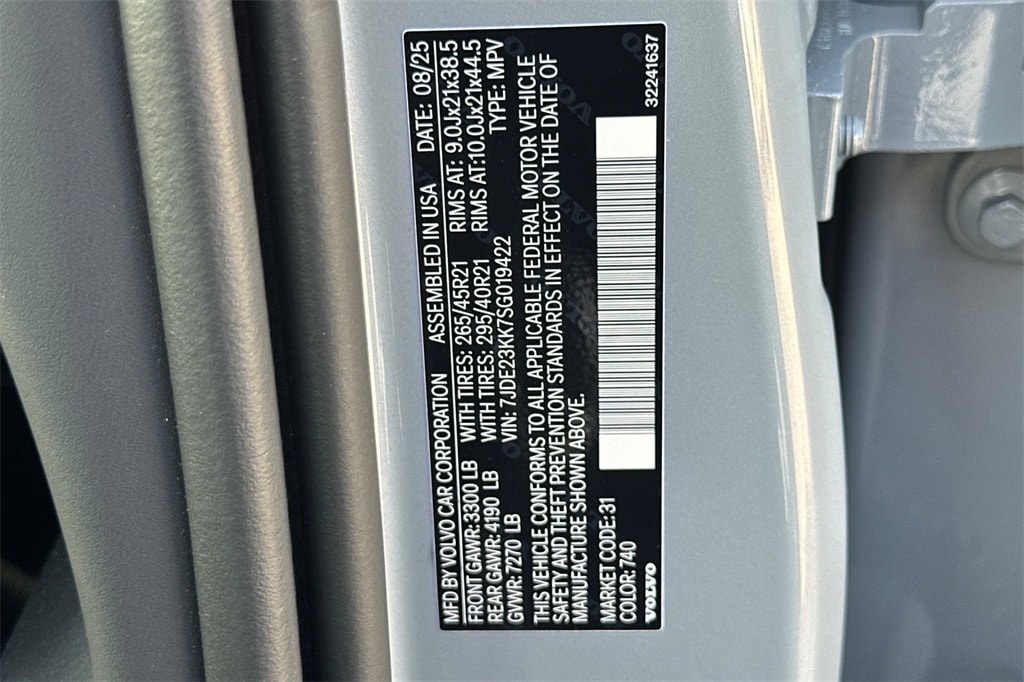 MFD BY VOLVO CAR CORPORATION ASSEMBLED IN USA DATE: 08/25
FRONT GAWR:3300 LB WITH TIRES: 265/45R21 RIMS AT: 9.0Jx21x38.5
REAR GAWR: 4190 LB WITH TIRES: 295/40R21 RIMS AT:10.0Jx21x44.5
GVWR: 7270 LB VIN: 7JDE23KK7SG019422 TYPE: MPV
THIS VEHICLE CONFORMS TO ALL APPLICABLE FEDERAL MOTOR VEHICLE
SAFETY AND THEFT PREVENTION STANDARDS IN EFFECT ON THE DATE OF
MANUFACTURE SHOWN ABOVE.
MARKET CODE:31
COLOR: 740
VOLVO 32241637